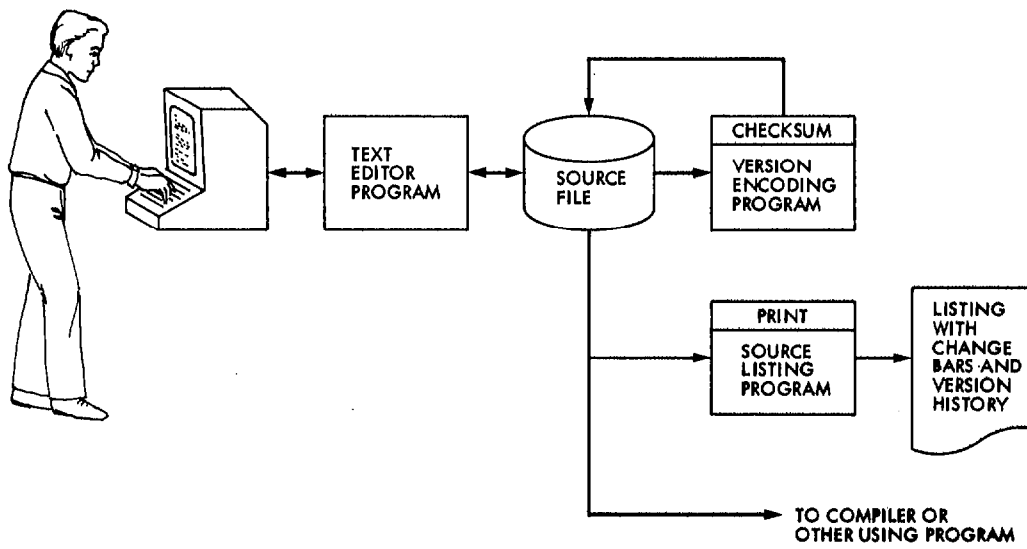 TEXT
EDITOR
PROGRAM
SOURCE
FILE
CHECKSUM
VERSION
ENCODING
PROGRAM
PRINT
SOURCE
LISTING
PROGRAM
LISTING
WITH
CHANGE
BARS AND
VERSION
HISTORY
TO COMPILER OR
OTHER USING PROGRAM